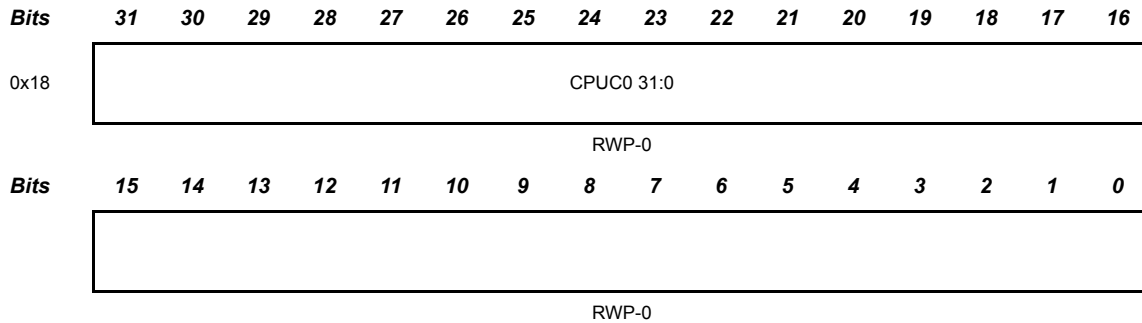 Bits 31 30 29 28 27 26 25 24 23 22 21 20 19 18 17 16
0x18 CPUC0 31:0
RWP-0
Bits 15 14 13 12 11 10 9 8 7 6 5 4 3 2 1 0
RWP-0